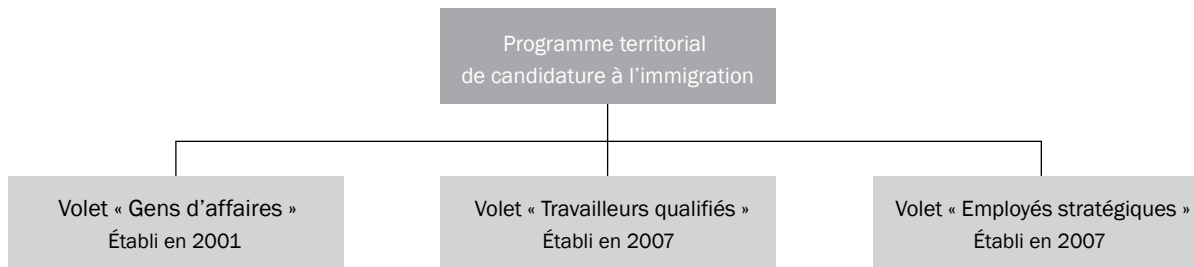 Programme territorial
de candidature à l’immigration
Volet « Gens d’affaires »
Établi en 2001
Volet « Travailleurs qualifiés »
Établi en 2007
Volet « Employés stratégiques »
Établi en 2007